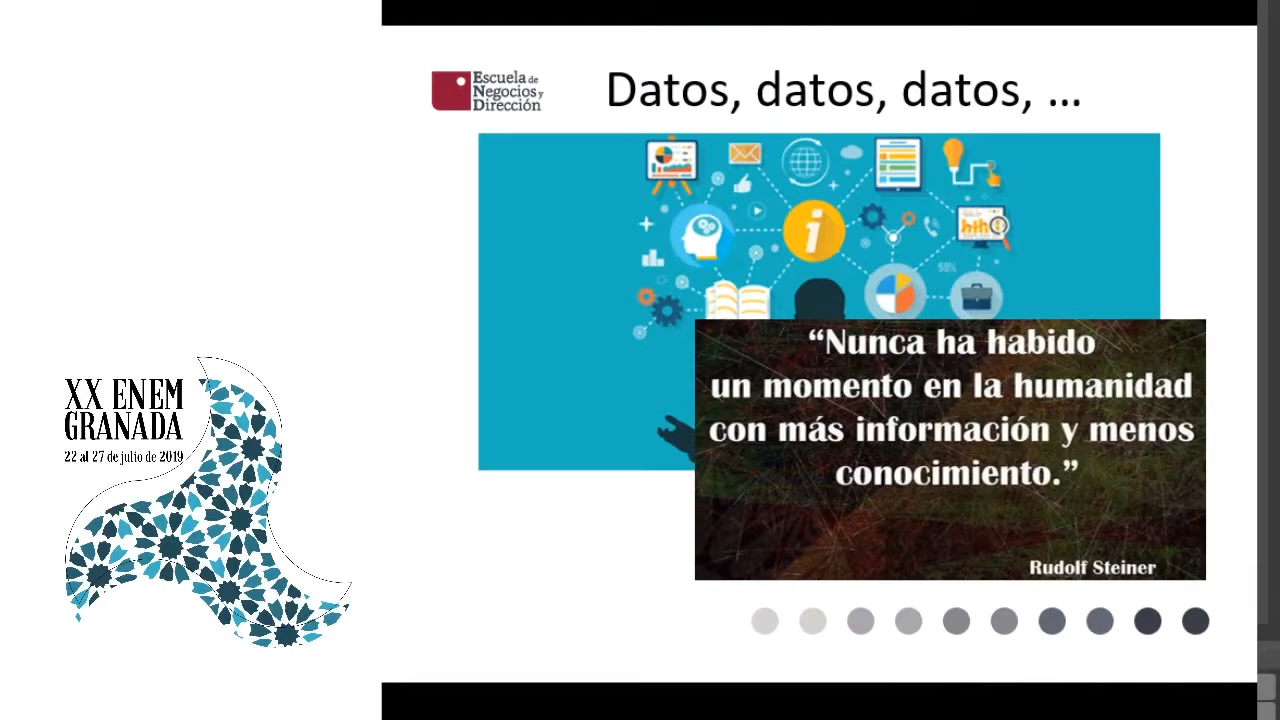 XX ENEM
GRANADA
22 al 27 de julio de 2019
Escuela de
Negocios y
Dirección
Datos, datos, datos, ...
i
50%
“Nunca ha habido
un momento en la humanidad
con más información y menos
conocimiento.”
Rudolf Steiner